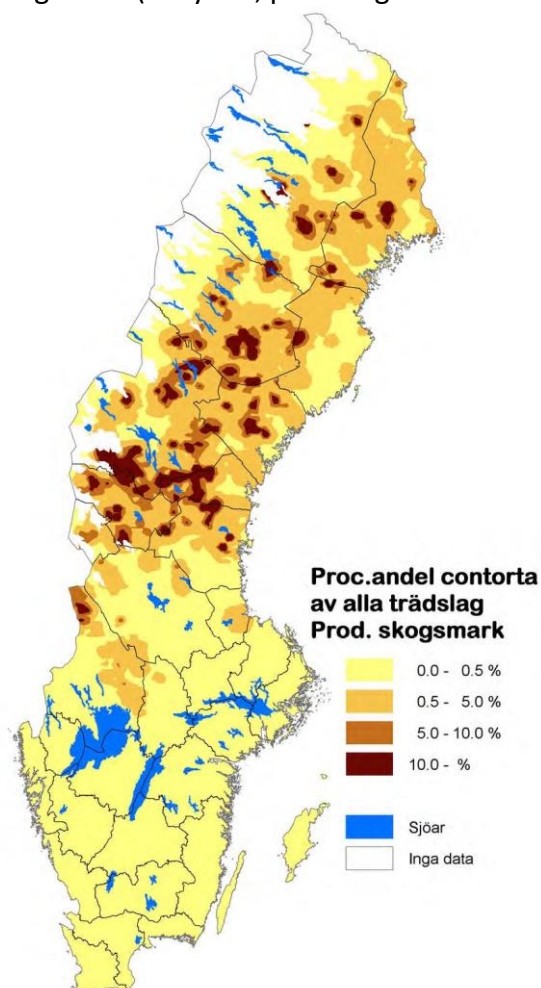 Proc.andel contorta
av alla trädslag
Prod. skogsmark
0.0 - 0.5 %
0.5 - 5.0 %
5.0 - 10.0 %
10.0 - %
Sjöar
Inga data